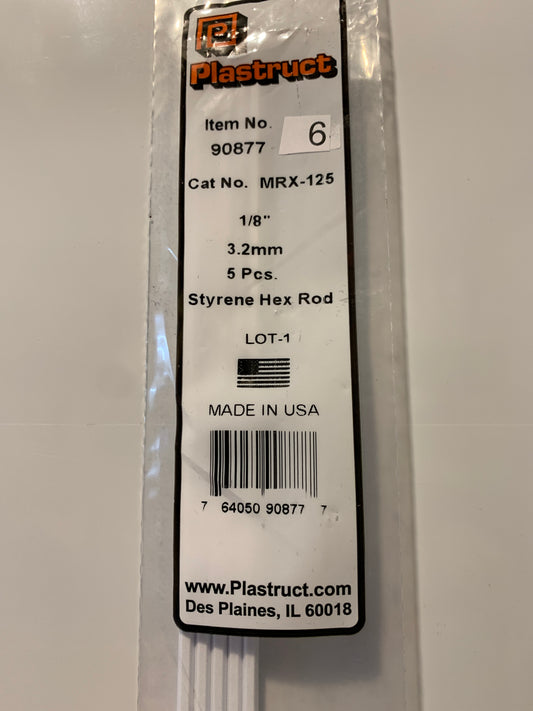 P
Plastruct
Item No.
90877 6
Cat No. MRX-125
1/8"
3.2mm
5 Pcs.
Styrene Hex Rod
LOT-1
MADE IN USA
7 64050 90877 7
www.Plastruct.com
Des Plaines, IL 60018